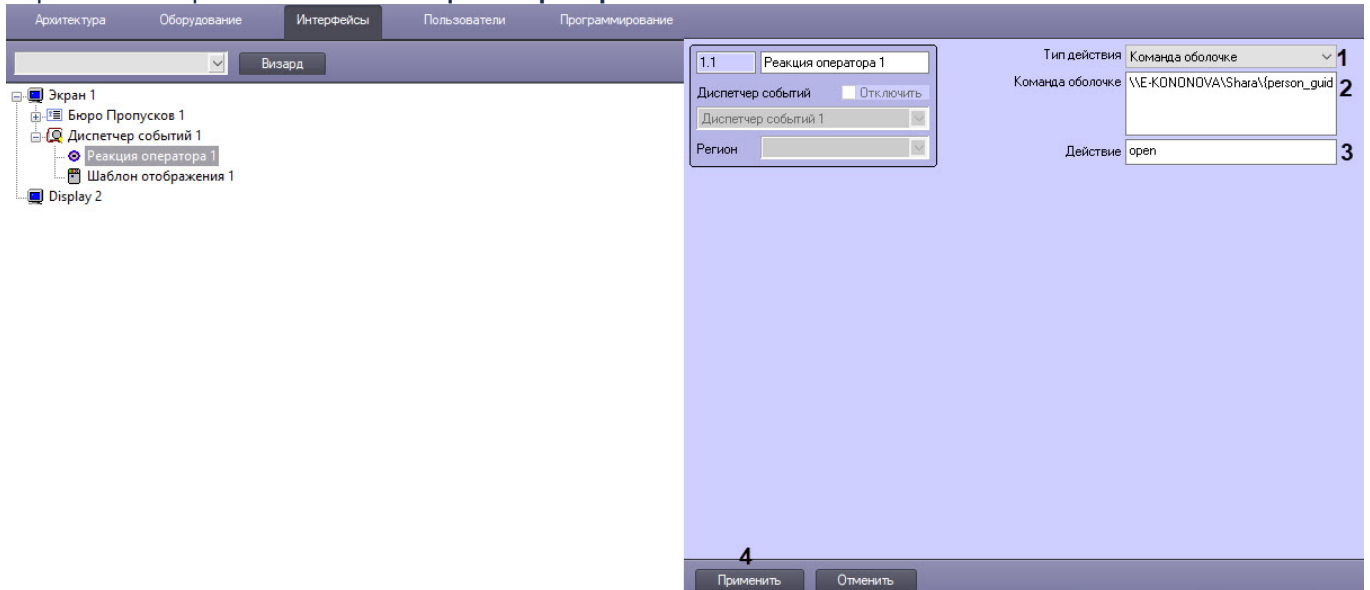 Архитектура Оборудование Интерфейсы Пользователи Программирование
Визард
Экран 1
Бюро Пропусков 1
Диспетчер событий 1
Реакция оператора 1
Шаблон отображения 1
Display 2
1.1 Реакция оператора 1
Диспетчер событий Отключить
Диспетчер событий 1
Регион
Тип действия Команда оболочке 1
Команда оболочке \\E-KONONOVA\Shara\{person_guid 2
Действие open 3
4
Применить Отменить